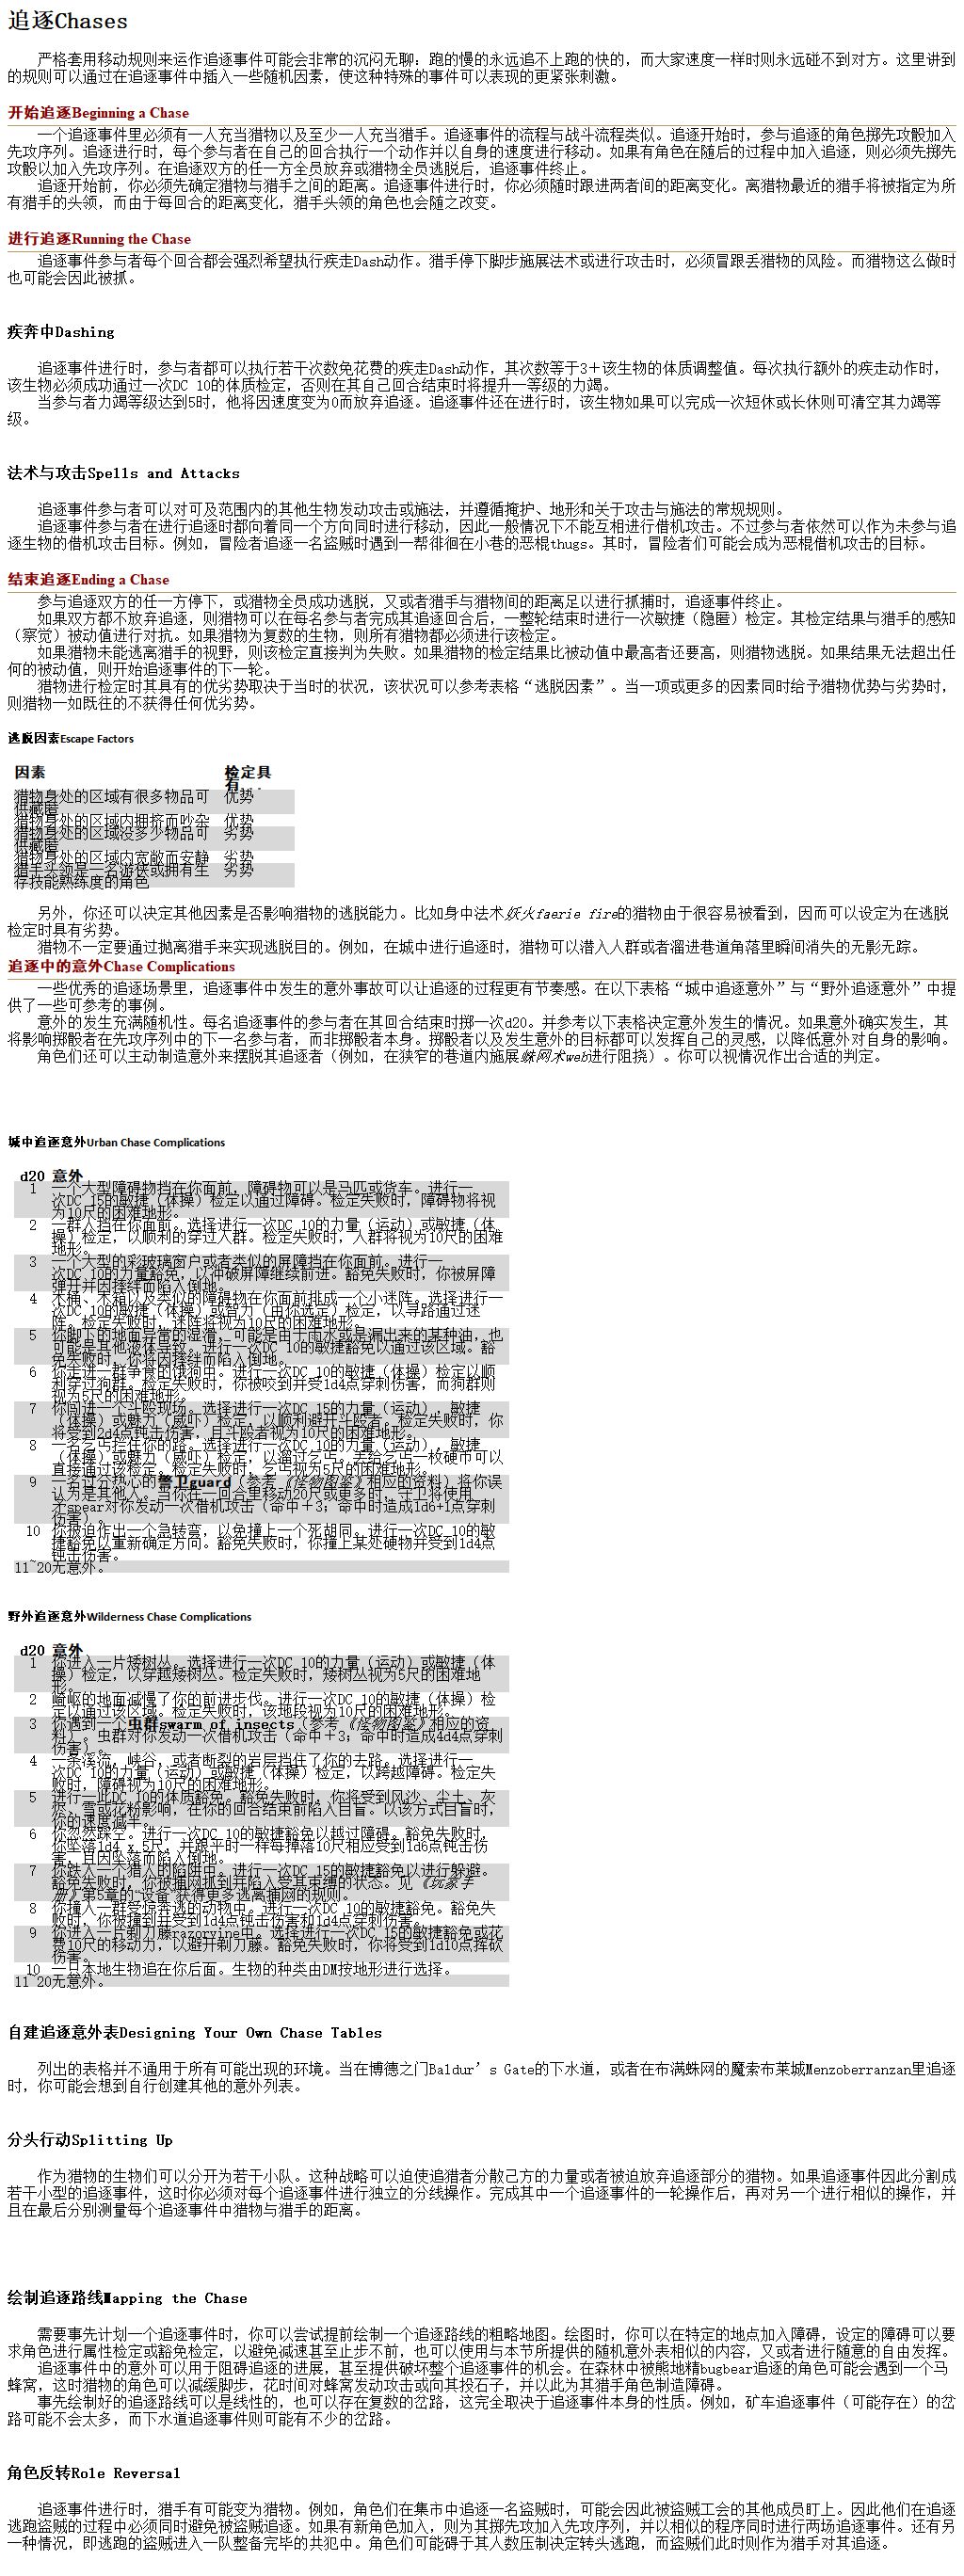 追逐Chases
严格套用移动规则来运作追逐事件可能会非常的沉闷无聊：跑的慢的永远追不上跑的快的，而大家速度一样时则永远碰不到对方。这里讲到
的规则可以通过在追逐事件中插入一些随机因素，使这种特殊的事件可以表现的更紧张刺激。
开始追逐Beginning a Chase
一个追逐事件里必须有一人充当猎物以及至少一人充当猎手。追逐事件的流程与战斗流程类似。追逐开始时，参与追逐的角色掷先攻骰加入
先攻序列。追逐进行时，每个参与者在自己的回合执行一个动作并以自身的速度进行移动。如果有角色在随后的过程中加入追逐，则必须先掷先
攻骰以加入先攻序列。在追逐双方的任一方全员放弃或猎物全员逃脱后，追逐事件终止。
追逐开始前，你必须先确定猎物与猎手之间的距离。追逐事件进行时，你必须随时跟进两者间的距离变化。离猎物最近的猎手将被指定为所
有猎手的头领，而由于每回合的距离变化，猎手头领的角色也会随之改变。
进行追逐Running the Chase
追逐事件参与者每个回合都会强烈希望执行疾走Dash动作。猎手停下脚步施展法术或进行攻击时，必须冒跟丢猎物的风险。而猎物这么做时
也可能会因此被抓。
疾奔中Dashing
追逐事件进行时，参与者都可以执行若干次数免花费的疾走Dash动作，其次数等于3＋该生物的体质调整值。每次执行额外的疾走动作时，
该生物必须成功通过一次DC 10的体质检定，否则在其自己回合结束时将提升一等级的力竭。
当参与者力竭等级达到5时，他将因速度变为0而放弃追逐。追逐事件还在进行时，该生物如果可以完成一次短休或长休则可清空其力竭等
级。
法术与攻击Spells and Attacks
追逐事件参与者可以对可及范围内的其他生物发动攻击或施法，并遵循掩护、地形和关于攻击与施法的常规规则。
追逐事件参与者在进行追逐时都向着同一个方向同时进行移动，因此一般情况下不能互相进行借机攻击。不过参与者依然可以作为未参与追
逐生物的借机攻击目标。例如，冒险者追逐一名盗贼时遇到一帮徘徊在小巷的恶棍thugs。其时，冒险者们可能会成为恶棍借机攻击的目标。
结束追逐Ending a Chase
参与追逐双方的任一方停下，或猎物全员成功逃脱，又或者猎手与猎物间的距离足以进行抓捕时，追逐事件终止。
如果双方都不放弃追逐，则猎物可以在每名参与者完成其追逐回合后，一整轮结束时进行一次敏捷（隐匿）检定。其检定结果与猎手的感知
（察觉）被动值进行对抗。如果猎物为复数的生物，则所有猎物都必须进行该检定。
如果猎物未能逃离猎手的视野，则该检定直接判为失败。如果猎物的检定结果比被动值中最高者还要高，则猎物逃脱。如果结果无法超出任
何的被动值，则开始追逐事件的下一轮。
猎物进行检定时其具有的优劣势取决于当时的状况，该状况可以参考表格“逃脱因素”。当一项或更多的因素同时给予猎物优势与劣势时，
则猎物一如既往的不获得任何优劣势。
逃脱因素Escape Factors
因素 检定具
有...
猎物身处的区域有很多物品可 优势
供藏匿
猎物身处的区域内拥挤而吵杂 优势
猎物身处的区域没多少物品可 劣势
供藏匿
猎物身处的区域内宽敞而安静 劣势
猎手头领是一名游侠或拥有生 劣势
存技能熟练度的角色
另外，你还可以决定其他因素是否影响猎物的逃脱能力。比如身中法术妖火faerie fire的猎物由于很容易被看到，因而可以设定为在逃脱
检定时具有劣势。
猎物不一定要通过抛离猎手来实现逃脱目的。例如，在城中进行追逐时，猎物可以潜入人群或者溜进巷道角落里瞬间消失的无影无踪。
追逐中的意外Chase Complications
一些优秀的追逐场景里，追逐事件中发生的意外事故可以让追逐的过程更有节奏感。在以下表格“城中追逐意外”与“野外追逐意外”中提
供了一些可参考的事例。
意外的发生充满随机性。每名追逐事件的参与者在其回合结束时掷一次d20。并参考以下表格决定意外发生的情况。如果意外确实发生，其
将影响掷骰者在先攻序列中的下一名参与者，而非掷骰者本身。掷骰者以及发生意外的目标都可以发挥自己的灵感，以降低意外对自身的影响。
角色们还可以主动制造意外来摆脱其追逐者（例如，在狭窄的巷道内施展蛛网术web进行阻挠）。你可以视情况作出合适的判定。
城中追逐意外Urban Chase Complications
d20 意外
1 一个大型障碍物挡在你面前，障碍物可以是马匹或货车。进行一
次DC 15的敏捷（体操）检定以通过障碍。检定失败时，障碍物将视
为10尺的困难地形。
2 一群人挡在你面前。选择进行一次DC 10的力量（运动）或敏捷（体
操）检定，以顺利的穿过人群。检定失败时，人群将视为10尺的困难
地形。
3 一个大型的彩玻璃窗户或者类似的屏障挡在你面前。进行一
次DC 10的力量豁免，以冲破屏障继续前进。豁免失败时，你被屏障
弹开并因摔绊而陷入倒地。
4 木桶、木箱以及类似的障碍物在你面前排成一个小迷阵。选择进行一
次DC 10的敏捷（体操）或智力（由你选定）检定，以寻路通过迷
阵。检定失败时，迷阵将视为10尺的困难地形。
5 你脚下的地面异常的湿滑，可能是由于雨水或是漏出来的某种油，也
可能是其他液体导致。进行一次DC 10的敏捷豁免以通过该区域。豁
免失败时，你将因摔绊而陷入倒地。
6 你走进一群争食的饿狗中。进行一次DC 10的敏捷（体操）检定以顺
利穿过狗群。检定失败时，你被咬到并受1d4点穿刺伤害，而狗群则
视为5尺的困难地形。
7 你闯进一个斗殴现场。选择进行一次DC 15的力量（运动），敏捷
（体操）或魅力（威吓）检定，以顺利避开斗殴者。检定失败时，你
将受到2d4点钝击伤害，且斗殴者视为10尺的困难地形。
8 一名乞丐拦住你的路。选择进行一次DC 10的力量（运动），敏捷
（体操）或魅力（威吓）检定，以溜过乞丐。丢给乞丐一枚硬币可以
直接通过该检定。检定失败时，乞丐视为5尺的困难地形。
9 一名过分热心的警卫guard（参考《怪物图鉴》相应的资料）将你误
认为是其他人。当你在一回合里移动20尺或更多时，守卫将使用
矛spear对你发动一次借机攻击（命中＋3；命中时造成1d6+1点穿刺
伤害）。
10 你被迫作出一个急转弯，以免撞上一个死胡同。进行一次DC 10的敏
捷豁免以重新确定方向。豁免失败时，你撞上某处硬物并受到1d4点
钝击伤害。
11~20无意外。
野外追逐意外Wilderness Chase Complications
d20 意外
1 你进入一片矮树丛。选择进行一次DC 10的力量（运动）或敏捷（体
操）检定，以穿越矮树丛。检定失败时，矮树丛视为5尺的困难地
形。
2 崎岖的地面减慢了你的前进步伐。进行一次DC 10的敏捷（体操）检
定以通过该区域。检定失败时，该地段视为10尺的困难地形。
3 你遇到一个虫群swarm of insects（参考《怪物图鉴》相应的资
料）。虫群对你发动一次借机攻击（命中＋3；命中时造成4d4点穿刺
伤害）。
4 一条溪流，峡谷，或者断裂的岩层挡住了你的去路。选择进行一
次DC 10的力量（运动）或敏捷（体操）检定，以跨越障碍。检定失
败时，障碍视为10尺的困难地形。
5 进行一此DC 10的体质豁免。豁免失败时，你将受到风沙、尘土、灰
烬、雪或花粉影响，在你的回合结束前陷入目盲。以该方式目盲时，
你的速度减半。
6 你忽然踩空。进行一次DC 10的敏捷豁免以越过障碍。豁免失败时，
你坠落1d4 x 5尺，并跟平时一样每掉落10尺相应受到1d6点钝击伤
害，且因坠落而陷入倒地。
7 你跌入一个猎人的陷阱中。进行一次DC 15的敏捷豁免以进行躲避。
豁免失败时，你被捕网抓到并陷入受其束缚的状态。见《玩家手
册》第5章的“设备”获得更多逃离捕网的规则。
8 你撞入一群受惊奔逃的动物中。进行一次DC 10的敏捷豁免。豁免失
败时，你被撞到并受到1d4点钝击伤害和1d4点穿刺伤害。
9 你进入一片剃刀藤razorvine中。选择进行一次DC 15的敏捷豁免或花
费10尺的移动力，以避开剃刀藤。豁免失败时，你将受到1d10点挥砍
伤害。
10 一只本地生物追在你后面。生物的种类由DM按地形进行选择。
11 20无意外。
自建追逐意外表Designing Your Own Chase Tables
列出的表格并不通用于所有可能出现的环境。当在博德之门Baldur’s Gate的下水道，或者在布满蛛网的魔索布莱城Menzoberranzan里追逐
时，你可能会想到自行创建其他的意外列表。
分头行动Splitting Up
作为猎物的生物们可以分开为若干小队。这种战略可以迫使追猎者分散己方的力量或者被迫放弃追逐部分的猎物。如果追逐事件因此分割成
若干小型的追逐事件，这时你必须对每个追逐事件进行独立的分线操作。完成其中一个追逐事件的一轮操作后，再对另一个进行相似的操作，并
且在最后分别测量每个追逐事件中猎物与猎手的距离。
绘制追逐路线Mapping the Chase
需要事先计划一个追逐事件时，你可以尝试提前绘制一个追逐路线的粗略地图。绘图时，你可以在特定的地点加入障碍，设定的障碍可以要
求角色进行属性检定或豁免检定，以避免减速甚至止步不前，也可以使用与本节所提供的随机意外表相似的内容，又或者进行随意的自由发挥。
追逐事件中的意外可以用于阻碍追逐的进展，甚至提供破坏整个追逐事件的机会。在森林中被熊地精bugbear追逐的角色可能会遇到一个马
蜂窝，这时猎物的角色可以减缓脚步，花时间对蜂窝发动攻击或向其投石子，并以此为其猎手角色制造障碍。
事先绘制好的追逐路线可以是线性的，也可以存在复数的岔路，这完全取决于追逐事件本身的性质。例如，矿车追逐事件（可能存在）的岔
路可能不会太多，而下水道追逐事件则可能有不少的岔路。
角色反转Role Reversal
追逐事件进行时，猎手有可能变为猎物。例如，角色们在集市中追逐一名盗贼时，可能会因此被盗贼工会的其他成员盯上。因此他们在追逐
逃跑盗贼的过程中必须同时避免被盗贼追逐。如果有新角色加入，则为其掷先攻加入先攻序列，并以相似的程序同时进行两场追逐事件。还有另
一种情况，即逃跑的盗贼进入一队整备完毕的共犯中。角色们可能碍于其人数压制决定转头逃跑，而盗贼们此时则作为猎手对其追逐。